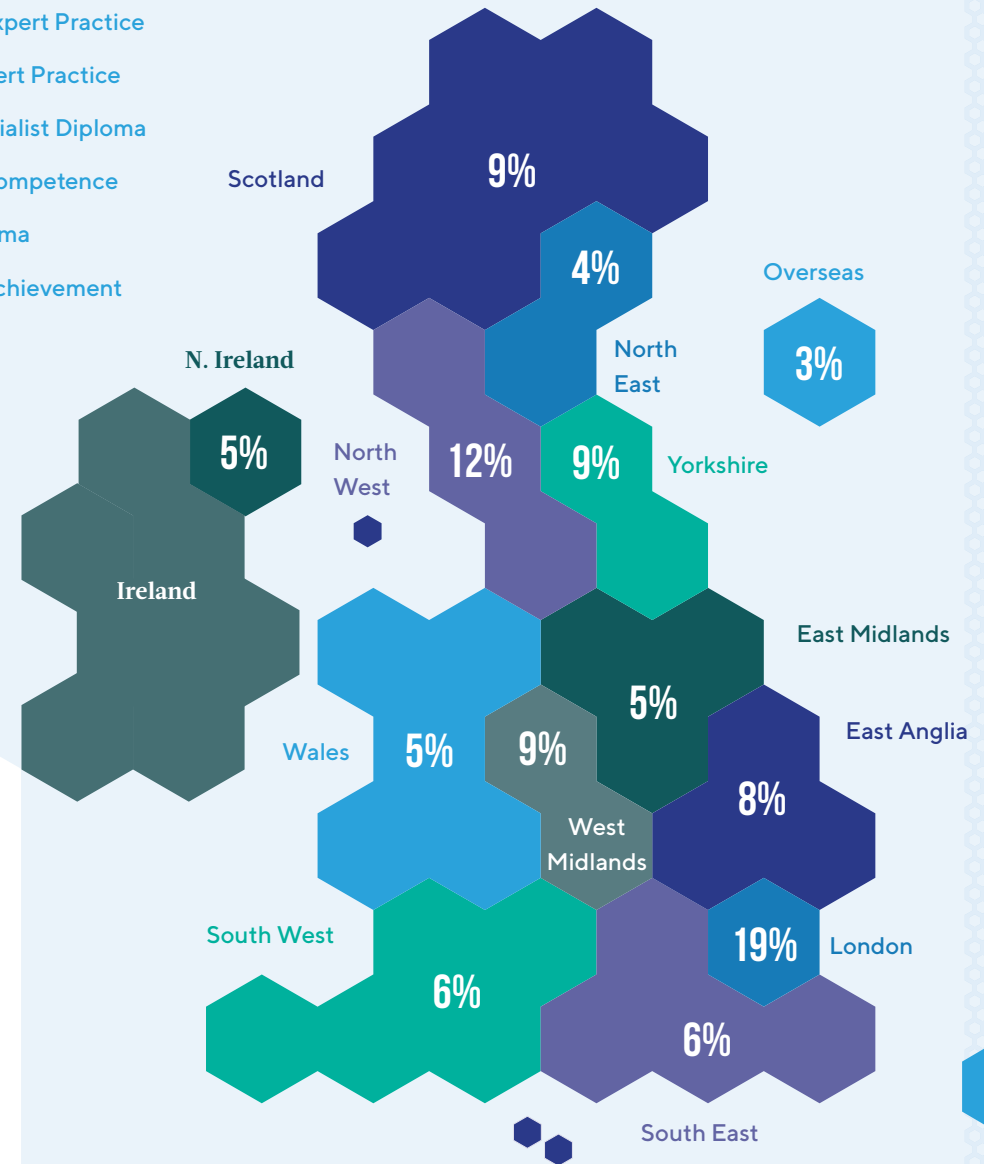 xpert Practice
ert Practice
ialist Diploma
ompetence
ma
chievement
Scotland
9%
4%
Overseas
3%
North
East
N. Ireland
5%
North
West
12%
9%
Yorkshire
Ireland
East Midlands
5%
Wales
5%
9%
West
Midlands
East Anglia
8%
South West
6%
19%
London
6%
South East